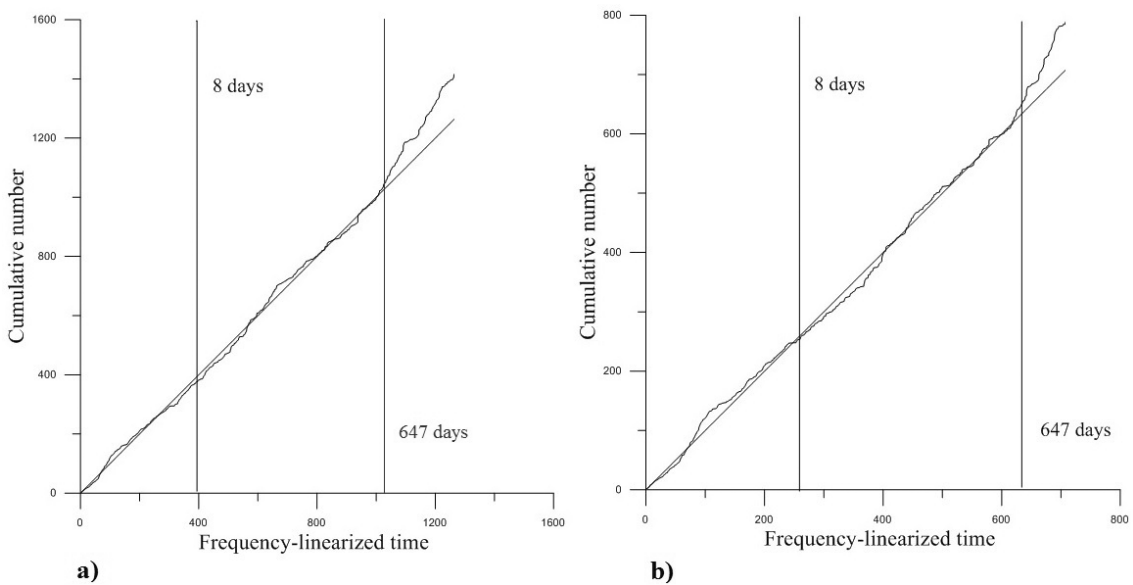 1600
1200
800
400
0
Cumulative number
8 days
647 days
0
400
800
1200
1600
Frequency-linearized time
a)
800
600
400
200
0
Cumulative number
8 days
647 days
0
200
400
600
800
Frequency-linearized time
b)